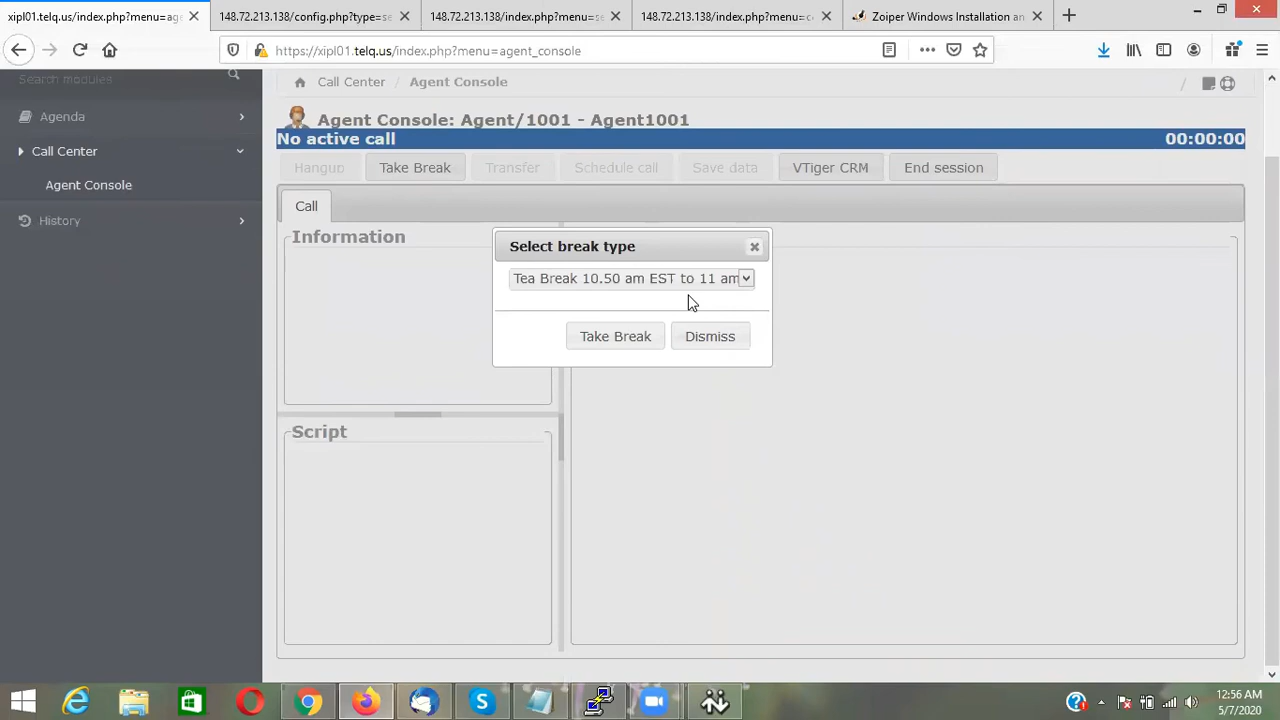 xipl01.telq.us/index.php?menu=ag
148.72.213.138/config.php?type=se
148.72.213.138/index.php?menu=se
148.72.213.138/index.php?menu=c
Zoiper Windows Installation an
https://xipl01.telq.us/index.php?menu=agent_console
Search modules
Agenda
Call Center
Agent Console
History
Call Center / Agent Console /
Agent Console: Agent/1001 - Agent1001
No active call 00:00:00
Hangup Take Break Transfer Schedule call Save data VTiger CRM End session
Call
Information
Script
Select break type
Tea Break 10.50 am EST to 11 am
Take Break Dismiss
12:56 AM
5/7/2020